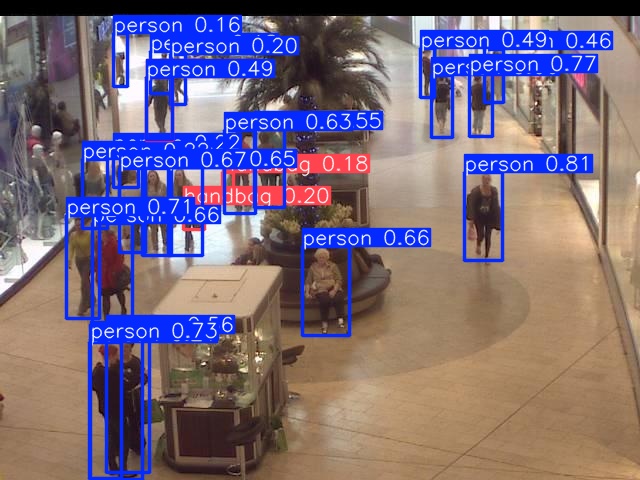 person 0.16
person 0.20
person 0.49
person 0.49
0.46
person 0.77
person 0.63
55
0.18
person 0.67
0.65
person 0.81
handbag 0.20
person 0.71
0.66
person 0.66
person 0.73